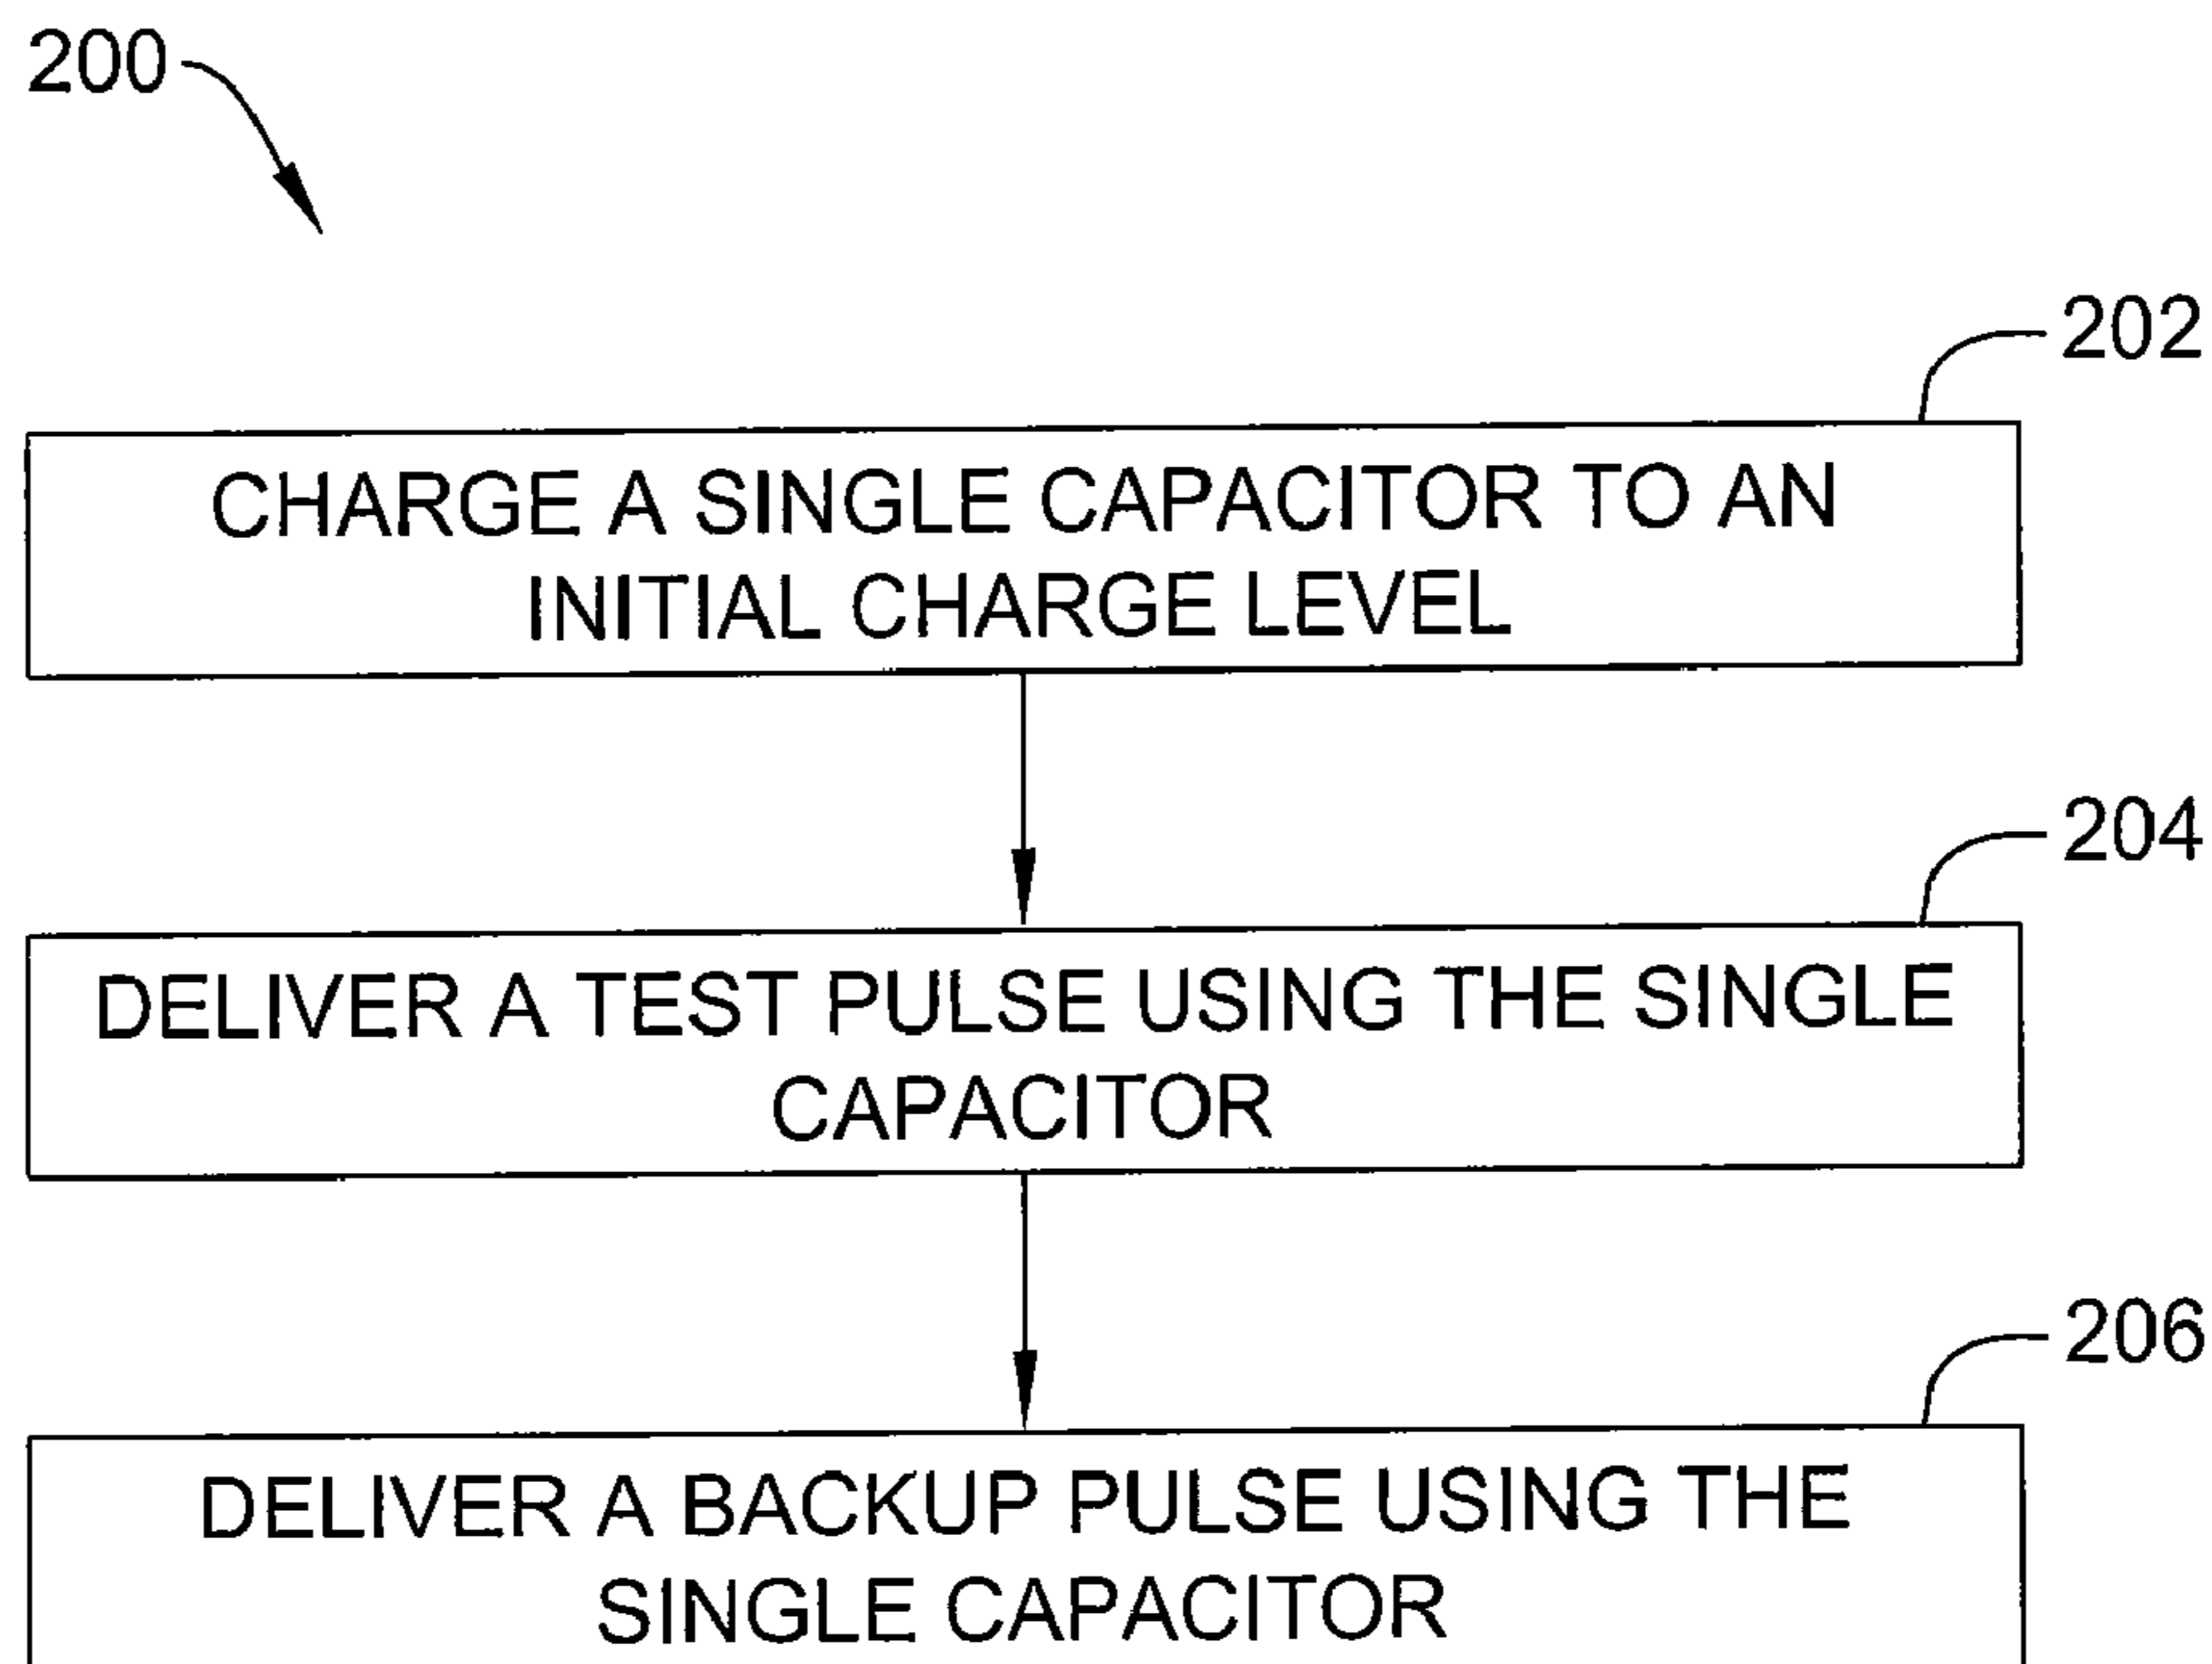 200
202
CHARGE A SINGLE CAPACITOR TO AN
INITIAL CHARGE LEVEL
204
DELIVER A TEST PULSE USING THE SINGLE
CAPACITOR
206
DELIVER A BACKUP PULSE USING THE
SINGLE CAPACITOR